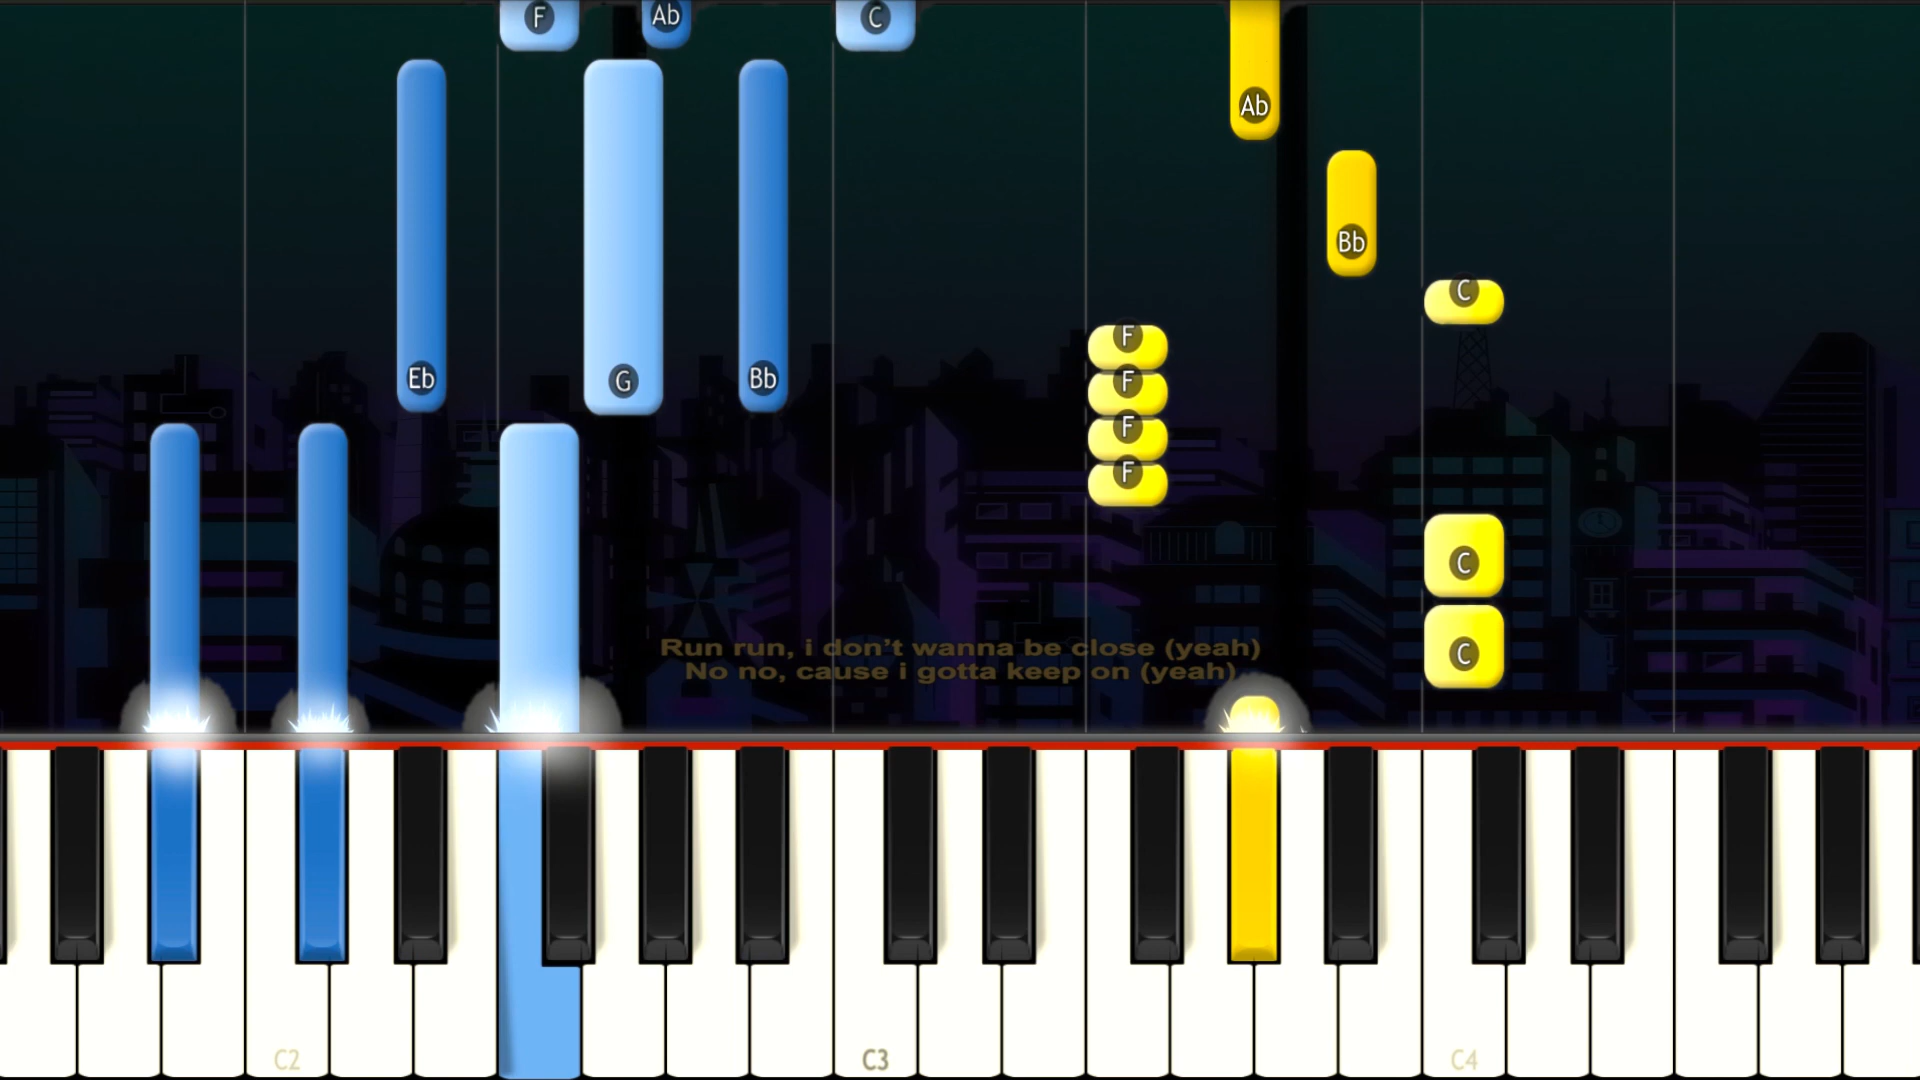 F Ab C
Ab
Bb
C
F
Eb G Bb
F
F
F
C
Run run, i don't wanna be close (yeah)
C
No no, cause i gotta keep on (yeah)
C2 C3 C4